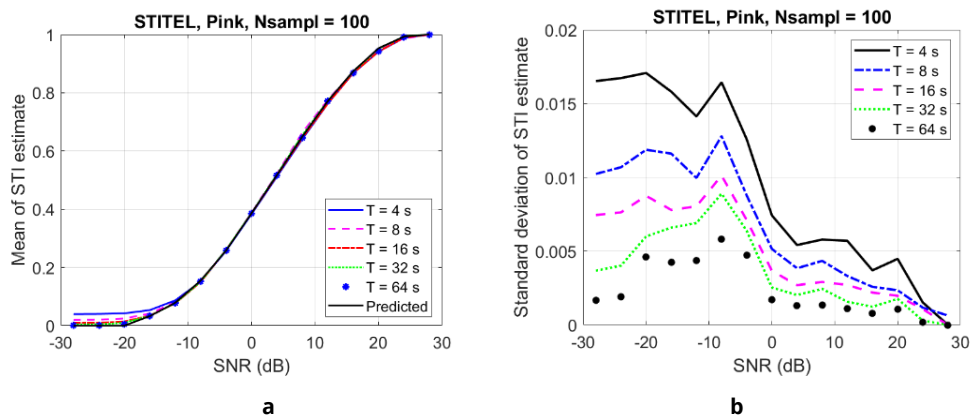 STITEL, Pink, Nsampl = 100
Mean of STI estimate
1
0.8
0.6
0.4
0.2
0
-30
-20
-10
0
10
20
30
SNR (dB)
T = 4 s
T = 8 s
T = 16 s
T = 32 s
T = 64 s
Predicted
a
STITEL, Pink, Nsampl = 100
Standard deviation of STI estimate
0.02
0.015
0.01
0.005
0
-30
-20
-10
0
10
20
30
SNR (dB)
T = 4 s
T = 8 s
T = 16 s
T = 32 s
T = 64 s
b